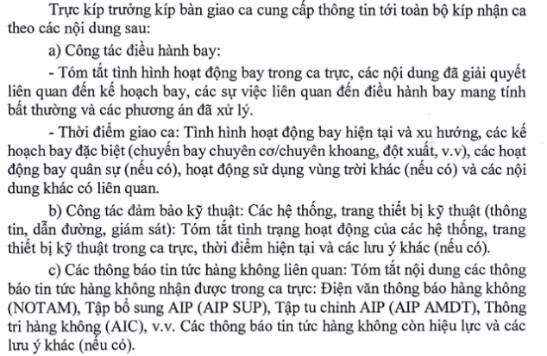 Trực kíp trưởng kíp bàn giao ca cung cấp thông tin tới toàn bộ kíp nhận ca
theo các nội dung sau:
a) Công tác điều hành bay:
- Tóm tắt tình hình hoạt động bay trong ca trực, các nội dung đã giải quyết
liên quan đến kế hoạch bay, các sự việc liên quan đến điều hành bay mang tính
bất thường và các phương án đã xử lý.
- Thời điểm giao ca: Tình hình hoạt động bay hiện tại và xu hướng, các kế
hoạch bay đặc biệt (chuyến bay chuyên cơ/chuyên khoang, đột xuất, v.v), các hoạt
động bay quân sự (nếu có), hoạt động sử dụng vùng trời khác (nếu có) và các nội
dung khác có liên quan.
b) Công tác đảm bảo kỹ thuật: Các hệ thống, trang thiết bị kỹ thuật (thông
tin, dẫn đường, giám sát): Tóm tắt tình trạng hoạt động của các hệ thống, trang
thiết bị kỹ thuật trong ca trực, thời điểm hiện tại và các lưu ý khác (nếu có).
c) Các thông báo tin tức hàng không liên quan: Tóm tắt nội dung các thông
báo tin tức hàng không nhận được trong ca trực: Điện văn thông báo hàng không
(NOTAM), Tập bổ sung AIP (AIP SUP), Tập tu chỉnh AIP (AIP AMDT), Thông
tri hàng không (AIC), v.v. Các thông báo tin tức hàng không còn hiệu lực và các
lưu ý khác (nếu có).